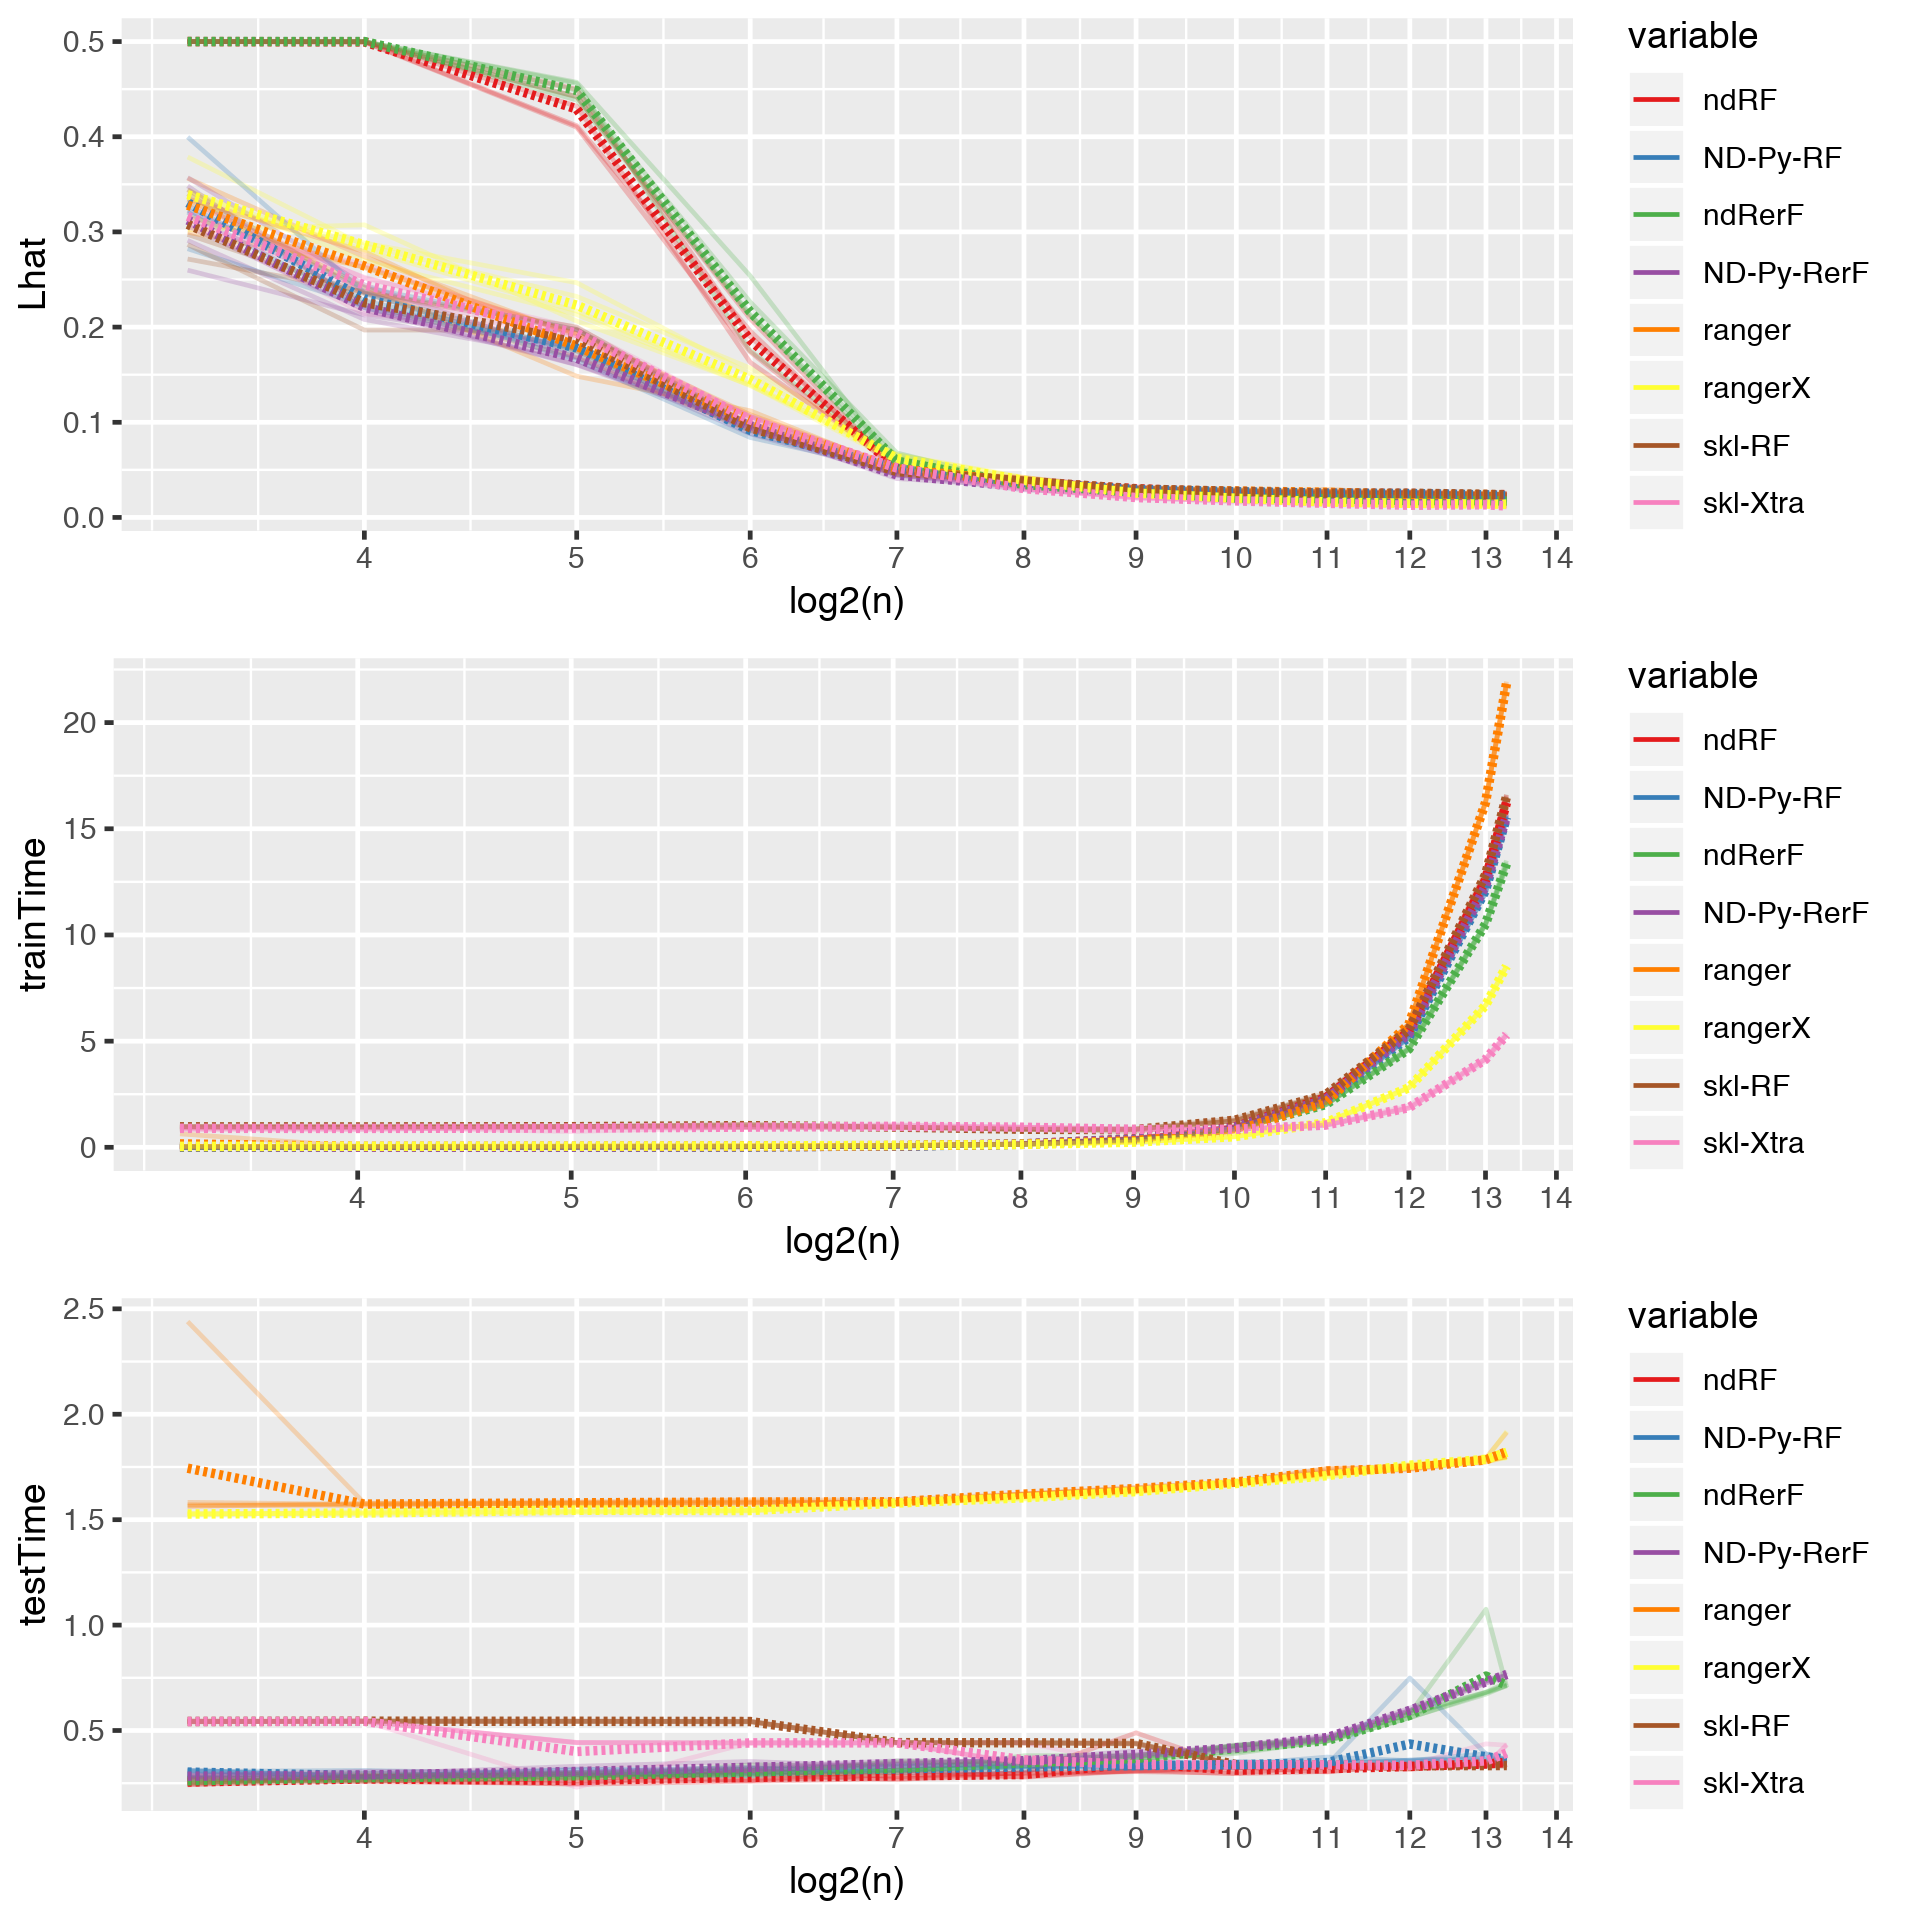 variable
0.5
0.4
0.3
0.2
0.1
0.0
Lhat
4 5 6 7 8 9 10 11 12 13 14
log2(n)
ndRF
ND-Py-RF
ndRerF
ND-Py-RerF
ranger
rangerX
skl-RF
skl-Xtra
variable
20
15
10
5
0
trainTime
4 5 6 7 8 9 10 11 12 13 14
log2(n)
ndRF
ND-Py-RF
ndRerF
ND-Py-RerF
ranger
rangerX
skl-RF
skl-Xtra
variable
2.5
2.0
1.5
1.0
0.5
testTime
4 5 6 7 8 9 10 11 12 13 14
log2(n)
ndRF
ND-Py-RF
ndRerF
ND-Py-RerF
ranger
rangerX
skl-RF
skl-Xtra